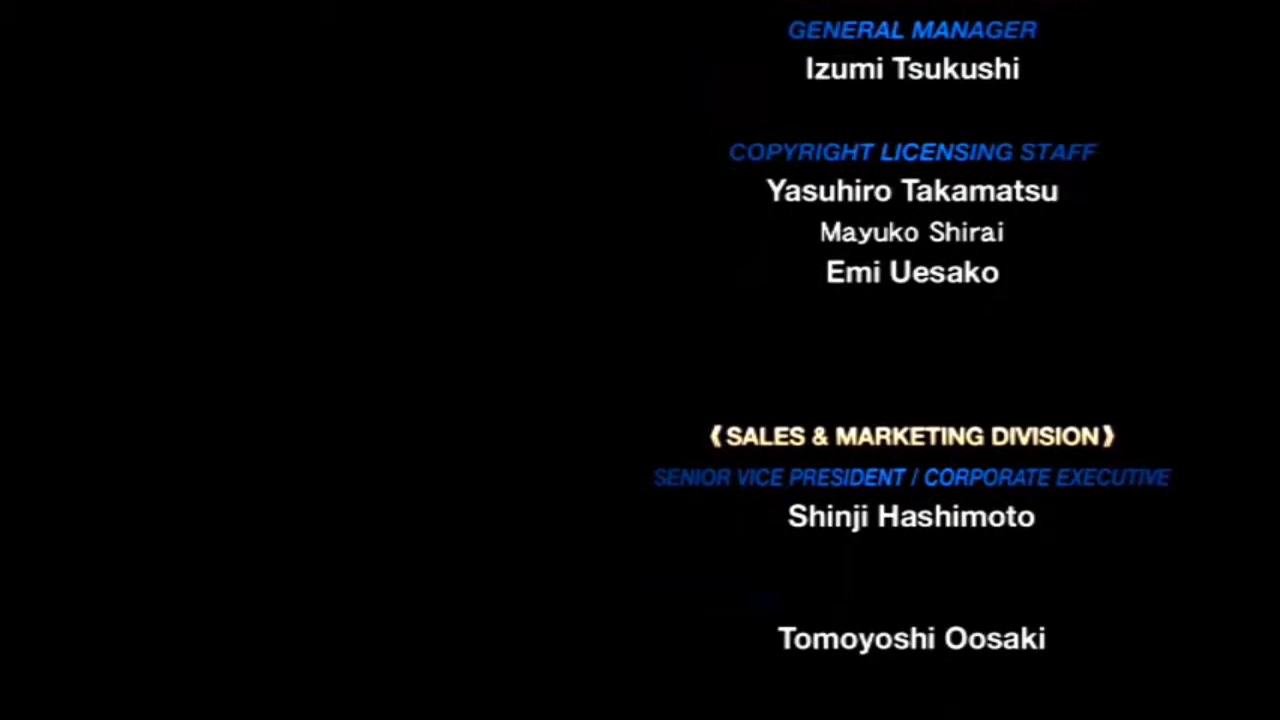 GENERAL MANAGER
Izumi Tsukushi
COPYRIGHT LICENSING STAFF
Yasuhiro Takamatsu
Mayuko Shirai
Emi Uesako
《SALES & MARKETING DIVISION》
SENIOR VICE PRESIDENT / CORPORATE EXECUTIVE
Shinji Hashimoto
Tomoyoshi Oosaki